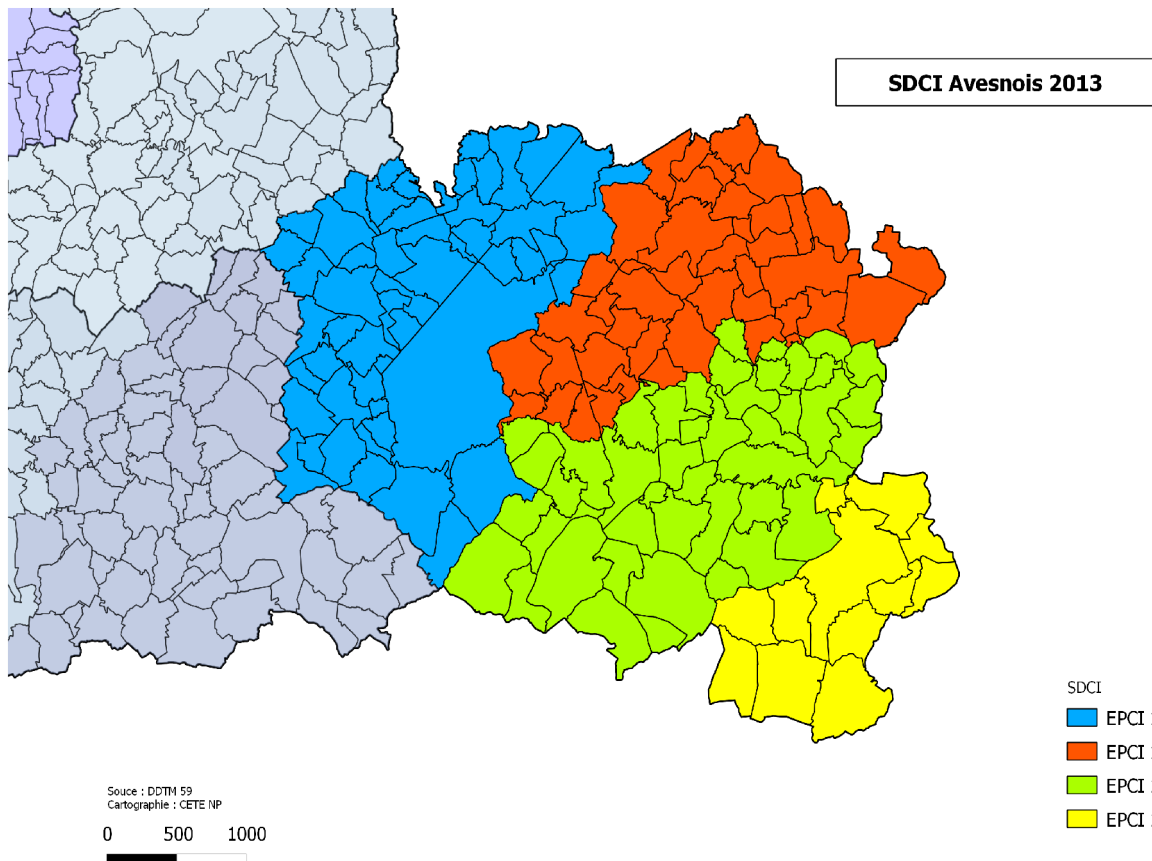 SDCI Avesnois 2013
SDCI
EPCI
EPCI
EPCI
EPCI
Souce : DDTM 59
Cartographie : CETE NP
0 500 1000